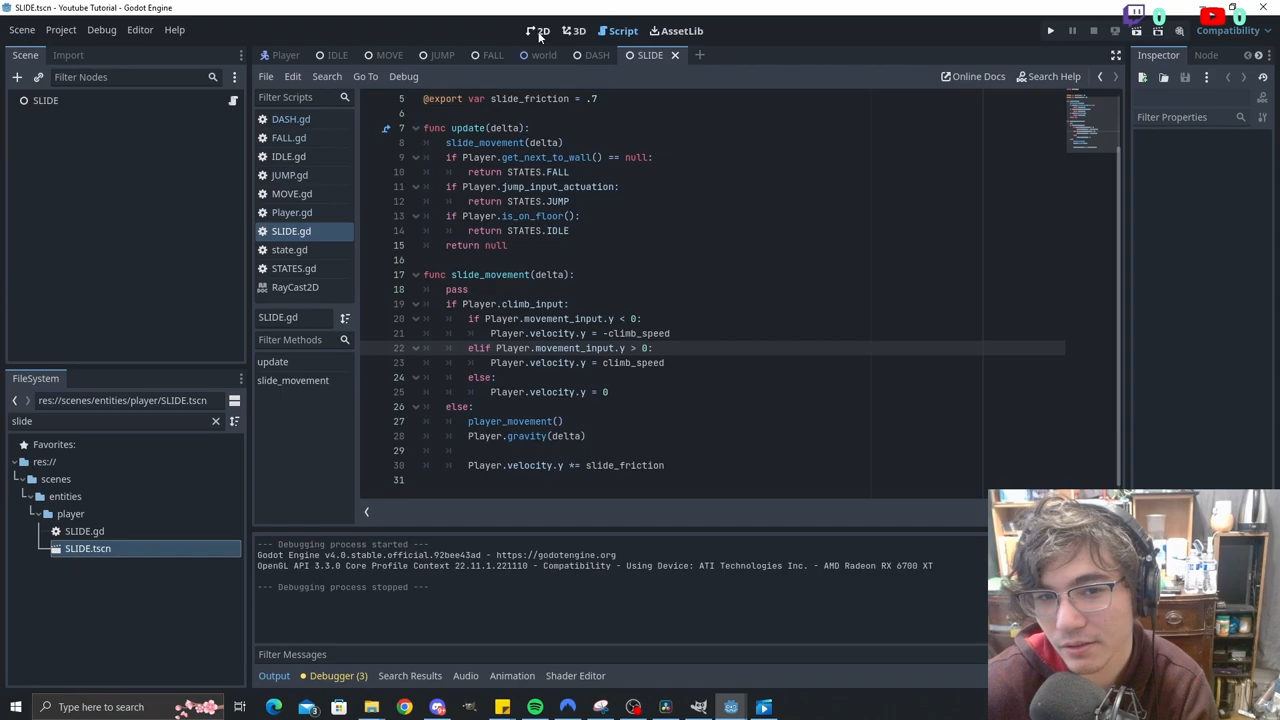 SLIDE.tscn - Youtube Tutorial - Godot Engine
Scene Project Debug Editor Help
2D 3D Script AssetLib
Compatibility
0 0
Scene Import
Player IDLE MOVE JUMP FALL world DASH SLIDE
Inspector Node
Filter Nodes
File Edit Search Go To Debug
Online Docs Search Help
SLIDE
Filter Scripts
DASH.gd
FALL.gd
IDLE.gd
JUMP.gd
MOVE.gd
Player.gd
SLIDE.gd
state.gd
STATES.gd
RayCast2D
SLIDE.gd
Filter Methods
update
slide_movement
5 @export var slide_friction = .7
6
7 func update(delta):
8 slide_movement(delta)
9 if Player.get_next_to_wall() == null:
10 return STATES.FALL
11 if Player.jump_input_actuation:
12 return STATES.JUMP
13 if Player.is_on_floor():
14 return STATES.IDLE
15 return null
16
17 func slide_movement(delta):
18 pass
19 if Player.climb_input:
20 if Player.movement_input.y < 0:
21 Player.velocity.y = -climb_speed
22 elif Player.movement_input.y > 0:
23 Player.velocity.y = climb_speed
24 else:
25 Player.velocity.y = 0
26 else:
27 player_movement()
28 Player.gravity(delta)
29
30 Player.velocity.y *= slide_friction
31
Filter Properties
FileSystem
res://scenes/entities/player/SLIDE.tscn
slide
Favorites:
res://
scenes
entities
player
SLIDE.gd
SLIDE.tscn
--- Debugging process started ---
Godot Engine v4.0.stable.official.92bee43ad - https://godotengine.org
OpenGL API 3.3.0 Core Profile Context 22.11.1.221110 - Compatibility - Using Device: ATI Technologies Inc. - AMD Radeon RX 6700 XT
--- Debugging process stopped ---
Filter Messages
Output Debugger (3) Search Results Audio Animation Shader Editor
Type here to search